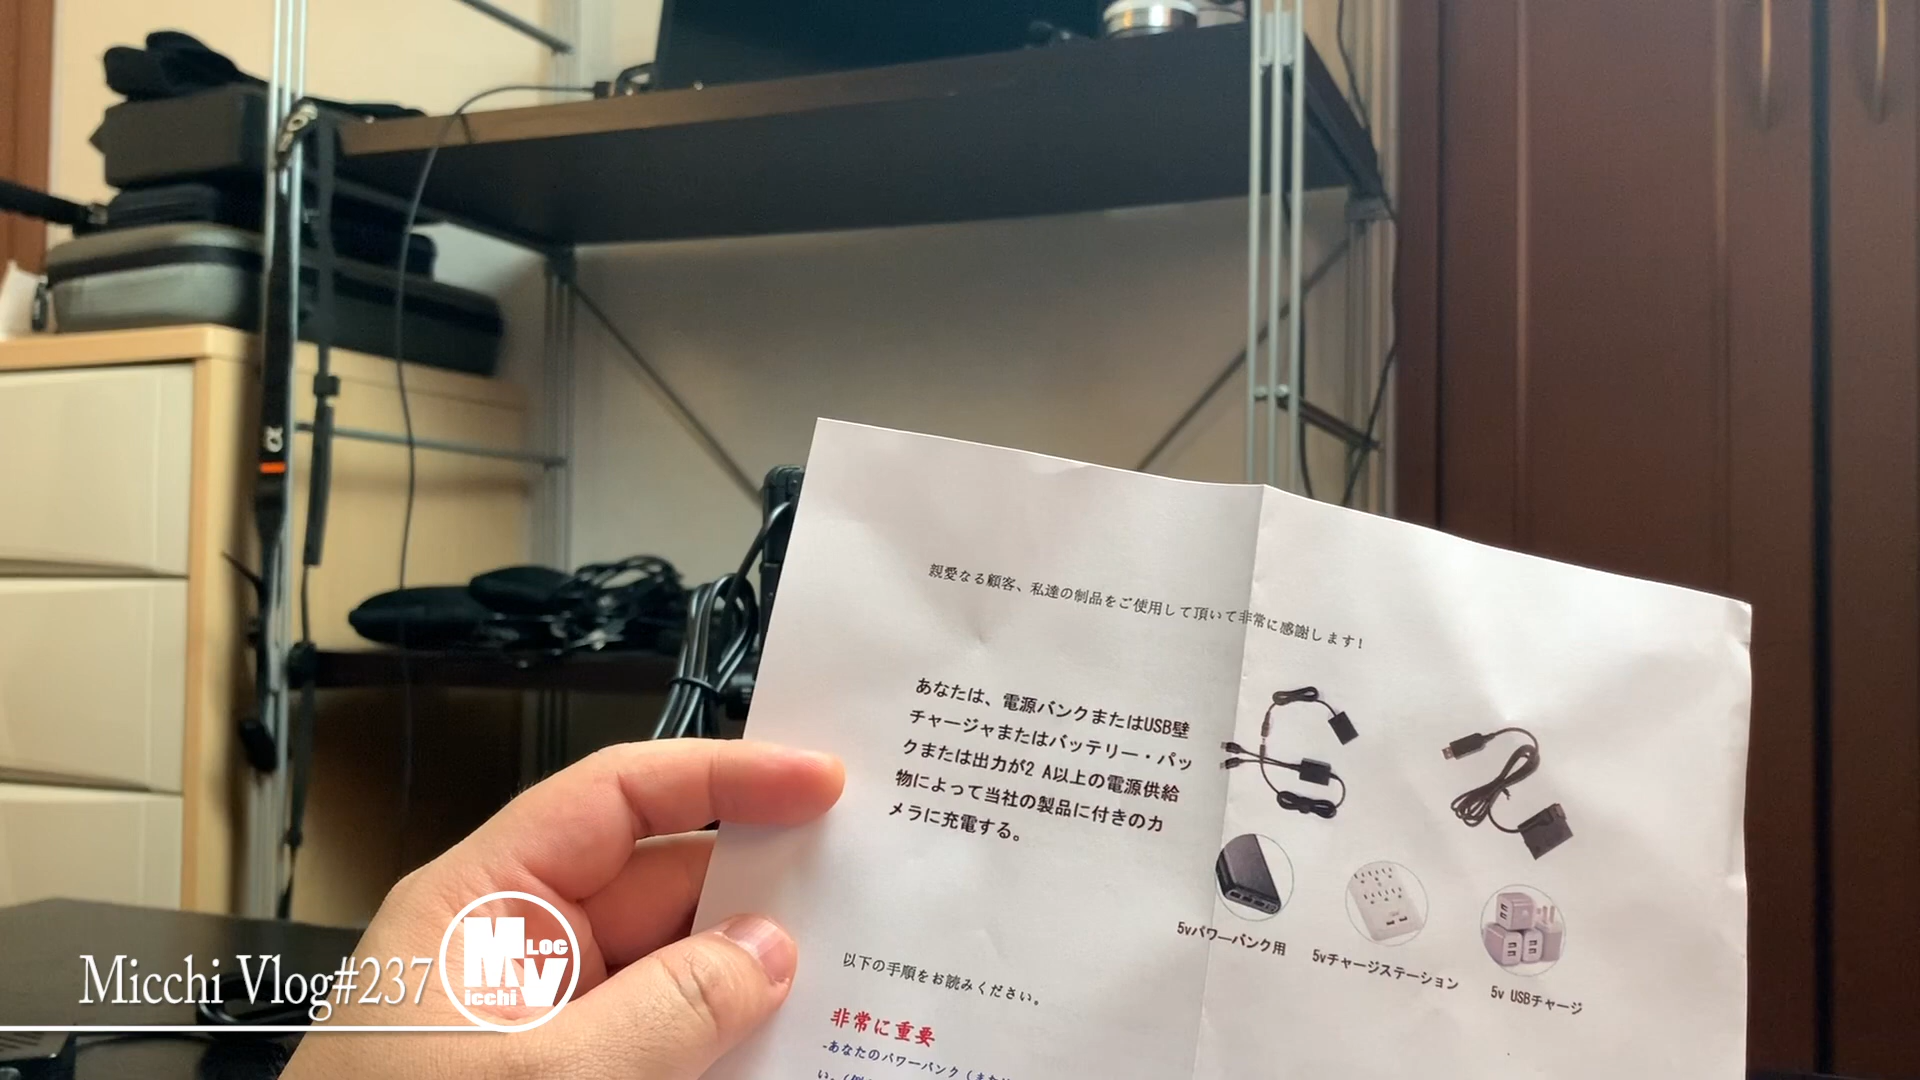 親愛なる顧客、私達の制品をご使用して頂いて非常に感謝します!
あなたは、電源バンクまたはUSB壁
チャージャまたはバッテリー・パッ
クまたは出力が2 A以上の電源供給
物によって当社の製品に付きのカ
メラに充電する。
5vパワーバンク用
5vチャージステーション
5v USBチャージ
以下の手順をお読みください。
非常に重要
-あなたのパワーバンク(また
α
Micchi Vlog#237
M LOG
icchi V